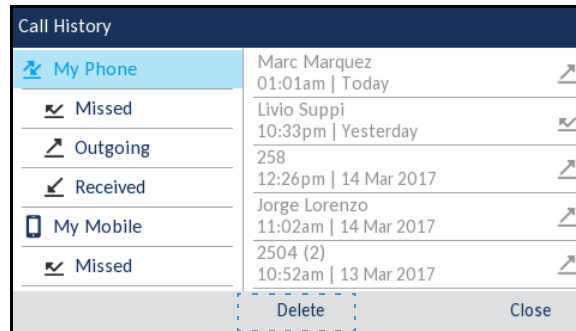 Call History
My Phone
Missed
Outgoing
Received
My Mobile
Missed
Marc Marquez
01:01am | Today
Livio Suppi
10:33pm | Yesterday
258
12:26pm | 14 Mar 2017
Jorge Lorenzo
11:02am | 14 Mar 2017
2504 (2)
10:52am | 13 Mar 2017
Delete
Close